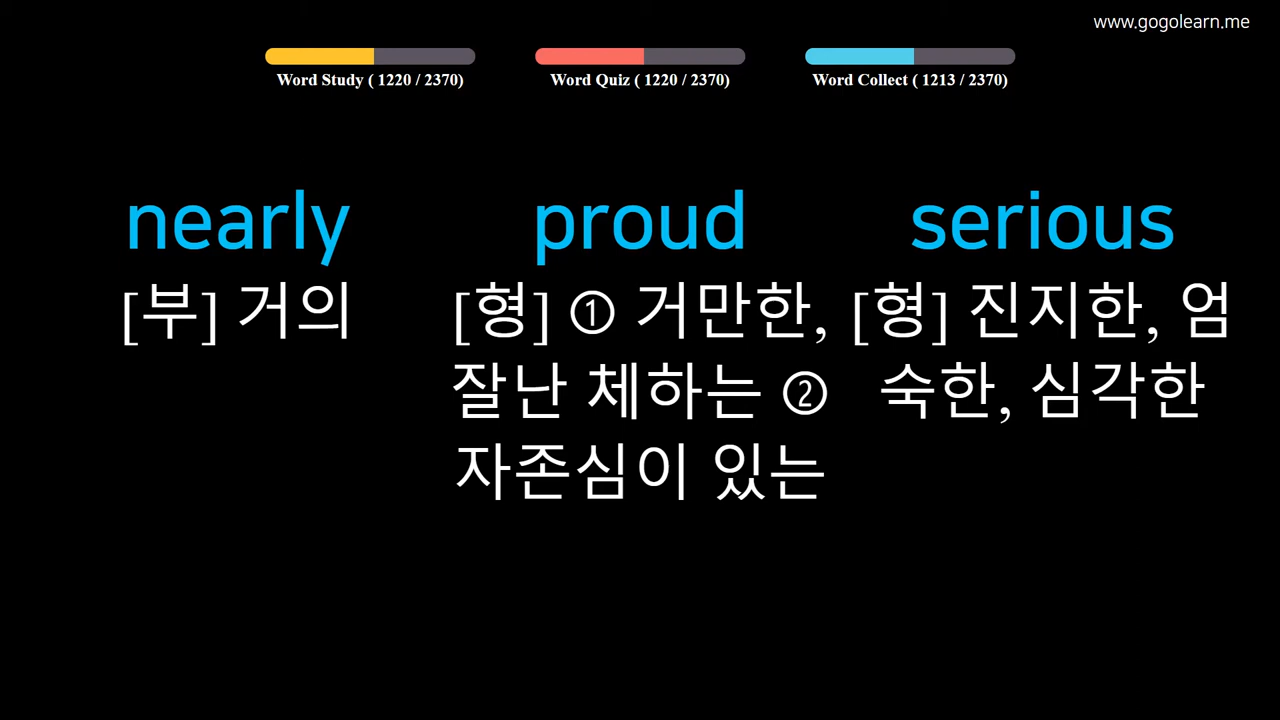 www.gogolearn.me
Word Study ( 1220 / 2370)
Word Quiz ( 1220 / 2370)
Word Collect ( 1213 / 2370)
nearly
[부] 거의
proud
[형] ① 거만한,
잘난 체하는 ②
자존심이 있는
serious
[형] 진지한, 엄
숙한, 심각한